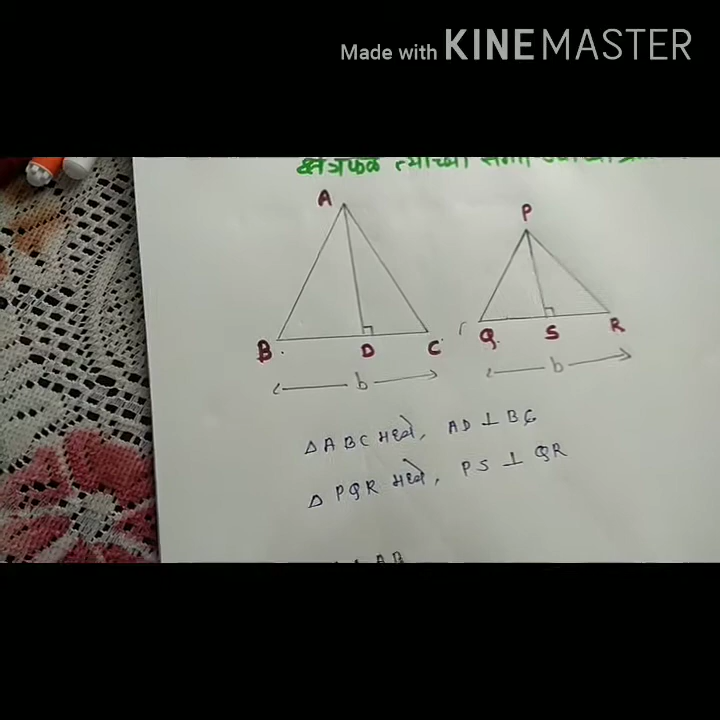 Made with KINEMASTER
क्षेत्रफळ त्यांच्या
A
P
B
D
C
Q
S
R
b
b
△ ABC मध्ये, AD ⊥ BC
△ PQR मध्ये, PS ⊥ QR